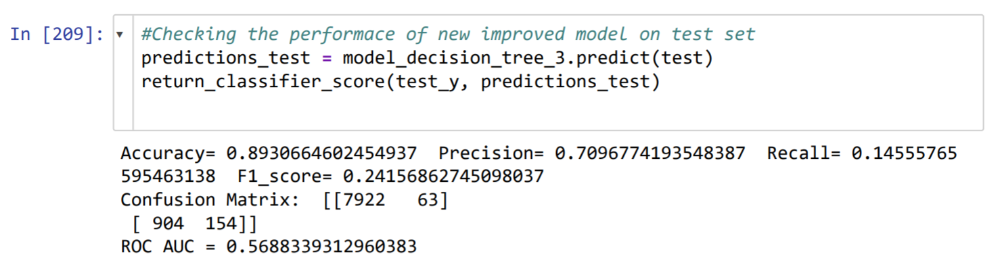 In [209]:
#Checking the performace of new improved model on test set
predictions_test = model_decision_tree_3.predict(test)
return_classifier_score(test_y, predictions_test)
Accuracy= 0.8930664602454937  Precision= 0.7096774193548387  Recall= 0.14555765
595463138  F1_score= 0.24156862745098037
Confusion Matrix:  [[7922   63]
 [ 904  154]]
ROC AUC = 0.5688339312960383